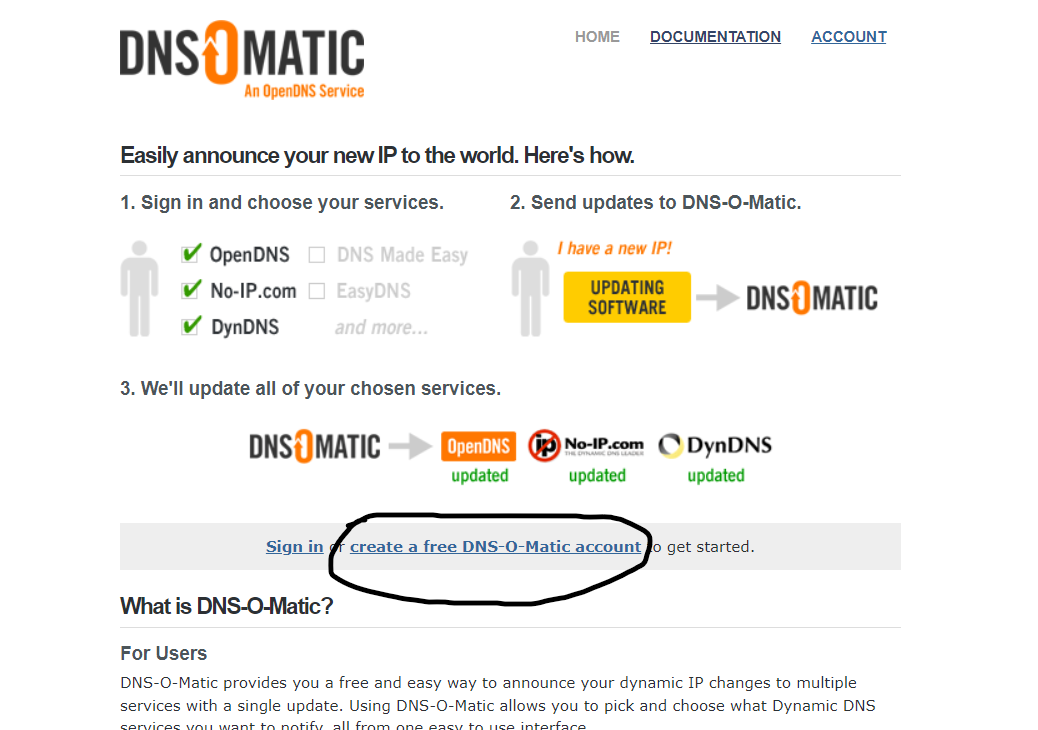 DNSOMATIC
An OpenDNS Service
HOME DOCUMENTATION ACCOUNT
Easily announce your new IP to the world. Here's how.
1. Sign in and choose your services.
OpenDNS DNS Made Easy
No-IP.com EasyDNS
DynDNS and more...
2. Send updates to DNS-O-Matic.
I have a new IP!
UPDATING
SOFTWARE
DNSOMATIC
3. We'll update all of your chosen services.
DNSOMATIC OpenDNS No-IP.com DynDNS
THE DYNAMIC DNS LEADER
updated updated updated
Sign in or create a free DNS-O-Matic account to get started.
What is DNS-O-Matic?
For Users
DNS-O-Matic provides you a free and easy way to announce your dynamic IP changes to multiple
services with a single update. Using DNS-O-Matic allows you to pick and choose what Dynamic DNS
services you want to notify, all from one easy to use interface.